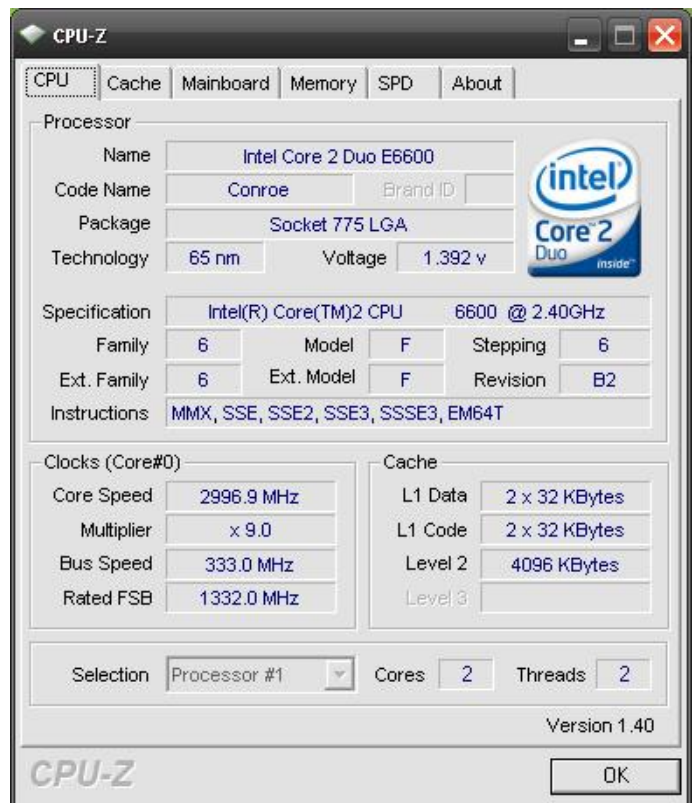 CPU-Z
CPU Cache Mainboard Memory SPD About
Processor
Name Intel Core 2 Duo E6600
Code Name Conroe Brand ID
Package Socket 775 LGA
Technology 65 nm Voltage 1.392 v
intel
Core™2
Duo inside™
Specification Intel(R) Core(TM)2 CPU 6600 @ 2.40GHz
Family 6 Model F Stepping 6
Ext. Family 6 Ext. Model F Revision B2
Instructions MMX, SSE, SSE2, SSE3, SSSE3, EM64T
Clocks (Core#0)
Core Speed 2996.9 MHz
Multiplier x 9.0
Bus Speed 333.0 MHz
Rated FSB 1332.0 MHz
Cache
L1 Data 2 x 32 KBytes
L1 Code 2 x 32 KBytes
Level 2 4096 KBytes
Level 3
Selection Processor #1 Cores 2 Threads 2
Version 1.40
CPU-Z OK